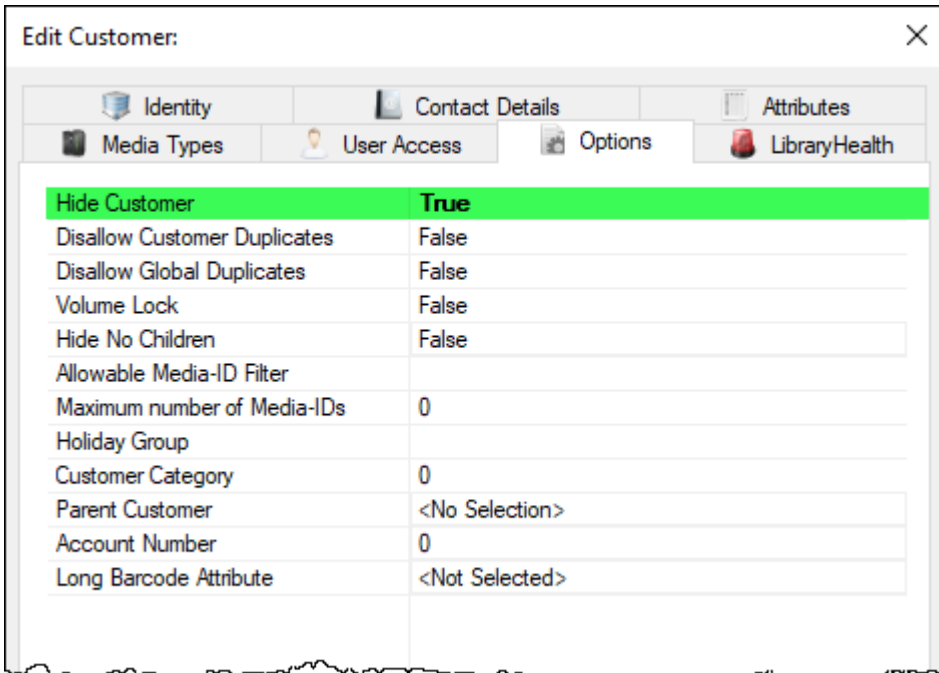 Edit Customer:
Identity Contact Details Attributes
Media Types User Access Options LibraryHealth
Hide Customer True
Disallow Customer Duplicates False
Disallow Global Duplicates False
Volume Lock False
Hide No Children False
Allowable Media-ID Filter
Maximum number of Media-IDs 0
Holiday Group
Customer Category 0
Parent Customer <No Selection>
Account Number 0
Long Barcode Attribute <Not Selected>